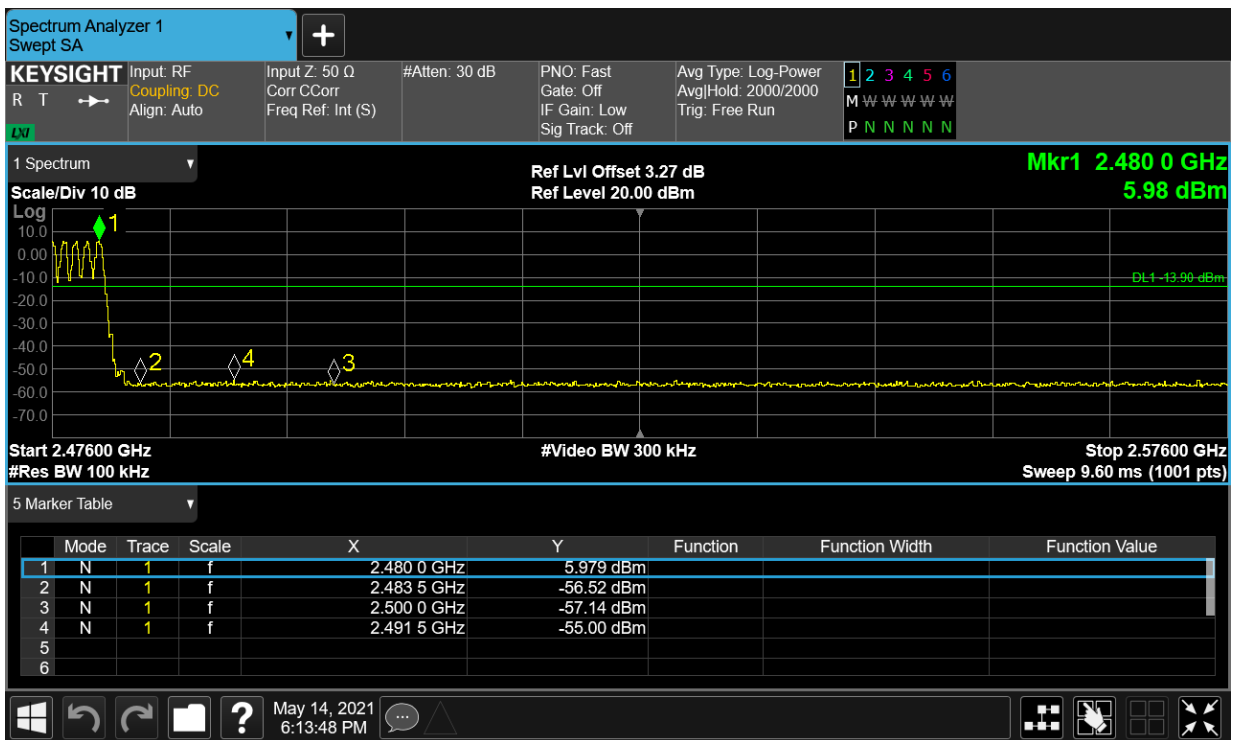 Spectrum Analyzer 1
Swept SA
KEYSIGHT
R T
LXI
Input: RF
Coupling: DC
Align: Auto
Input Z: 50 Ω
Corr CCorr
Freq Ref: Int (S)
#Atten: 30 dB
PNO: Fast
Gate: Off
IF Gain: Low
Sig Track: Off
Avg Type: Log-Power
Avg|Hold: 2000/2000
Trig: Free Run
1 2 3 4 5 6
M W W W W W
P N N N N N
1 Spectrum
Scale/Div 10 dB
Ref Lvl Offset 3.27 dB
Ref Level 20.00 dBm
Mkr1 2.480 0 GHz
5.98 dBm
Log
10.0
0.00
-10.0
-20.0
-30.0
-40.0
-50.0
-60.0
-70.0
1
2
4
3
DL1 -13.90 dBm
Start 2.47600 GHz
#Res BW 100 kHz
#Video BW 300 kHz
Stop 2.57600 GHz
Sweep 9.60 ms (1001 pts)
5 Marker Table
Mode Trace Scale X Y Function Function Width Function Value
1 N 1 f 2.480 0 GHz 5.979 dBm
2 N 1 f 2.483 5 GHz -56.52 dBm
3 N 1 f 2.500 0 GHz -57.14 dBm
4 N 1 f 2.491 5 GHz -55.00 dBm
5
6
?
May 14, 2021
6:13:48 PM